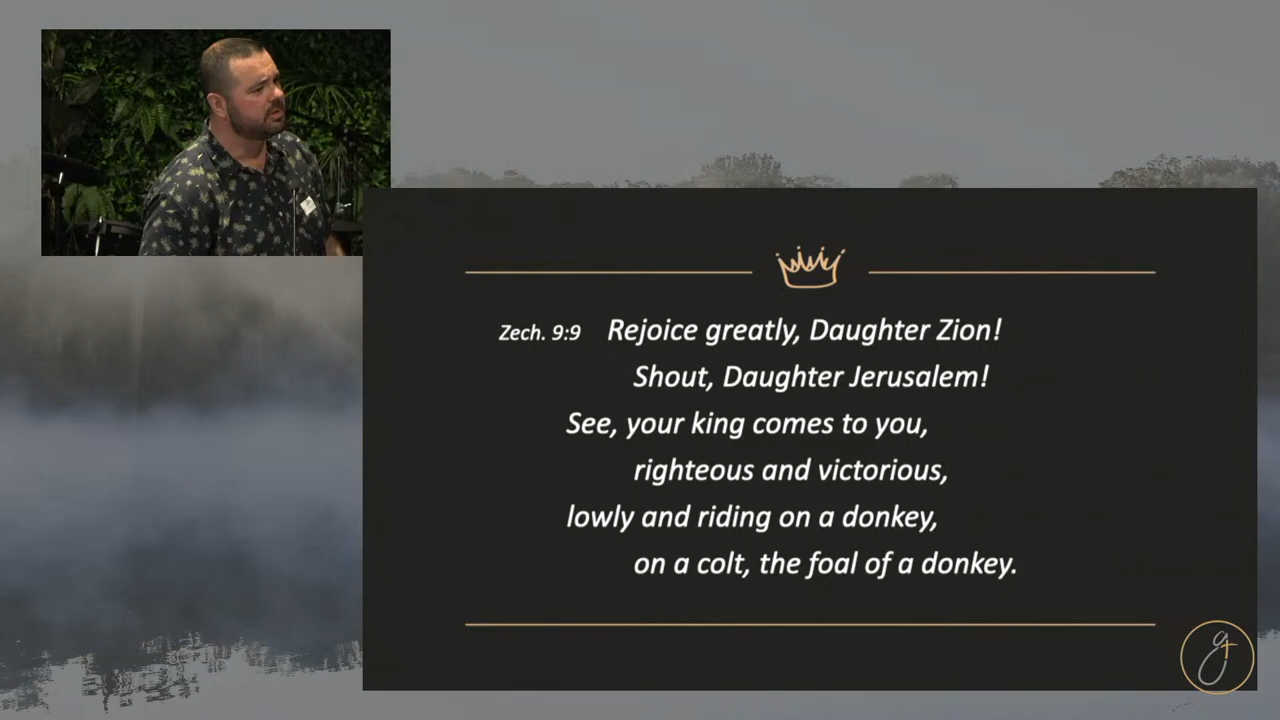 Zech. 9:9 Rejoice greatly, Daughter Zion!
Shout, Daughter Jerusalem!
See, your king comes to you,
righteous and victorious,
lowly and riding on a donkey,
on a colt, the foal of a donkey.